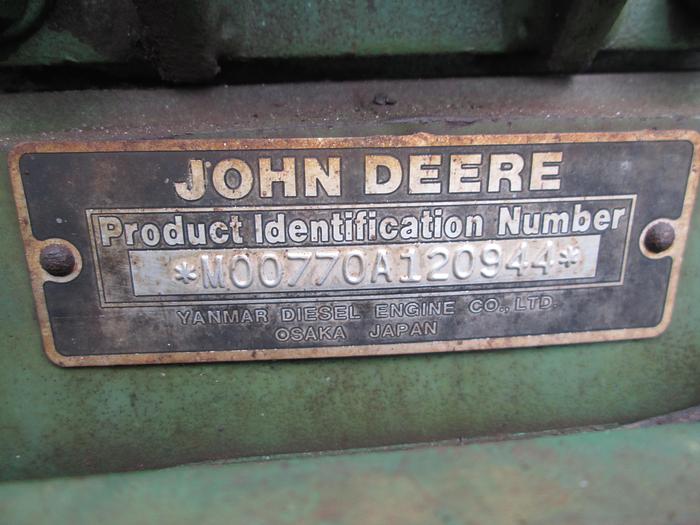 JOHN DEERE
Product Identification Number
*M00770A120944*
YANMAR DIESEL ENGINE CO., LTD.
OSAKA JAPAN